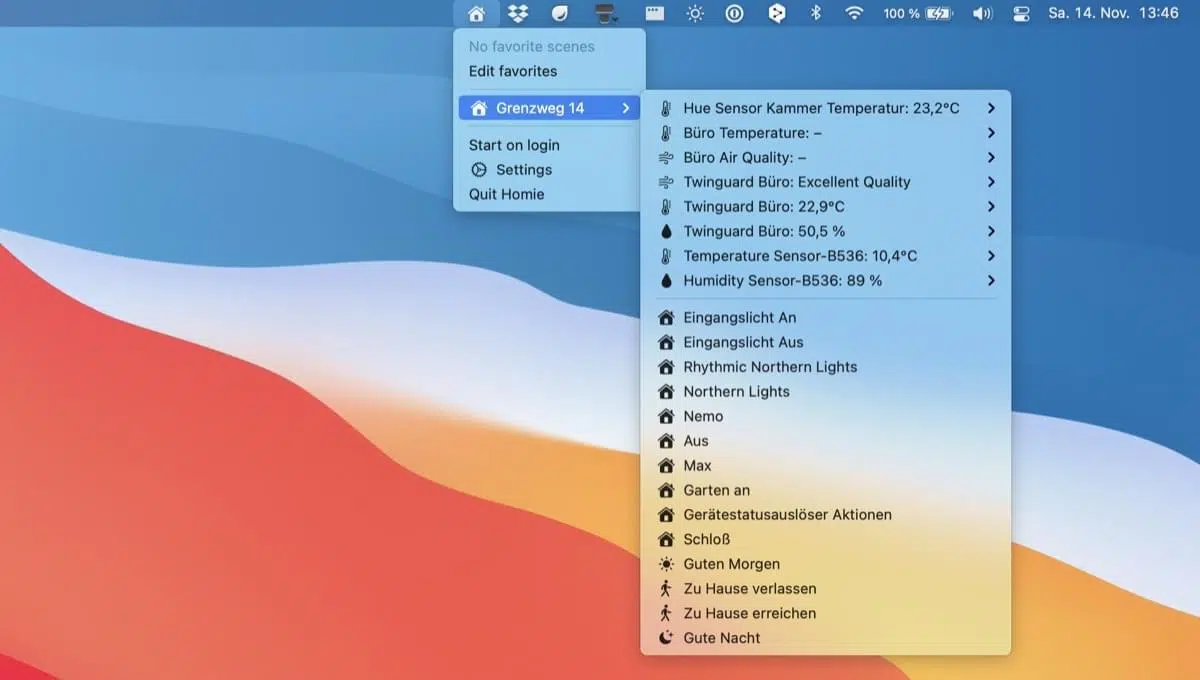 100 %
Sa. 14. Nov. 13:46
No favorite scenes
Edit favorites
Grenzweg 14
Start on login
Settings
Quit Homie
Hue Sensor Kammer Temperatur: 23,2°C
Büro Temperature: –
Büro Air Quality: –
Twinguard Büro: Excellent Quality
Twinguard Büro: 22,9°C
Twinguard Büro: 50,5 %
Temperature Sensor-B536: 10,4°C
Humidity Sensor-B536: 89 %
Eingangslicht An
Eingangslicht Aus
Rhythmic Northern Lights
Northern Lights
Nemo
Aus
Max
Garten an
Gerätestatusauslöser Aktionen
Schloß
Guten Morgen
Zu Hause verlassen
Zu Hause erreichen
Gute Nacht